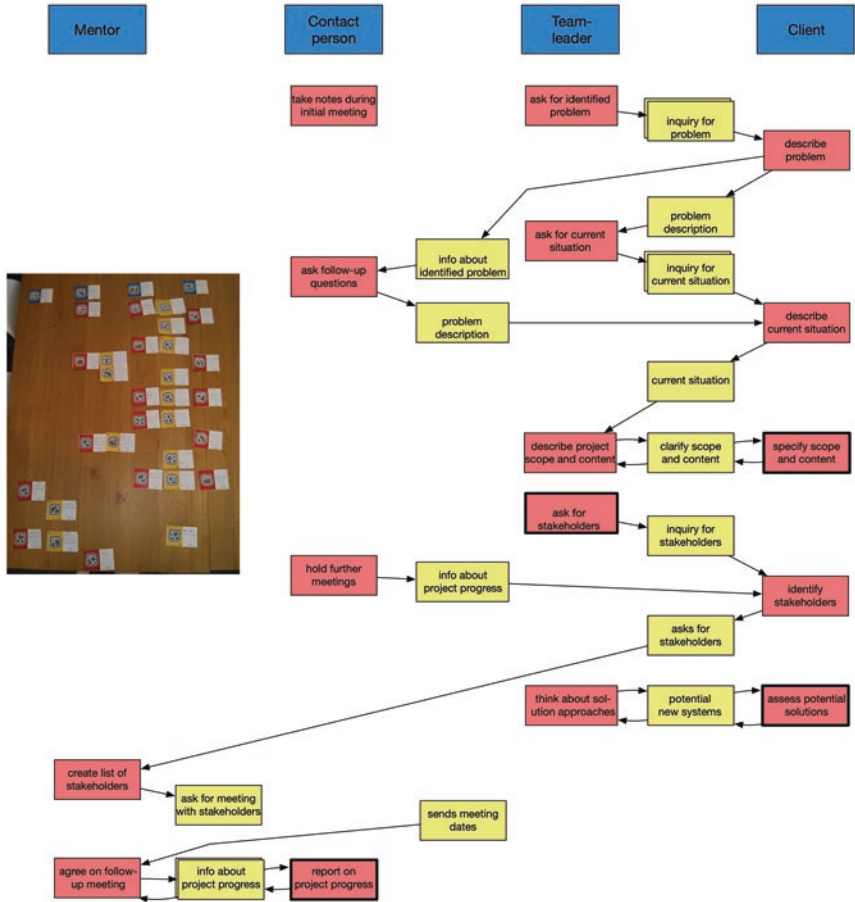 Mentor
Contact
person
Team-
leader
Client
take notes during
initial meeting
ask for identified
problem
inquiry for
problem
describe
problem
problem
description
ask for current
situation
info about
identified problem
ask follow-up
questions
inquiry for
current situation
problem
description
describe
current situation
current situation
describe project
scope and content
clarify scope
and content
specify scope
and content
ask for
stakeholders
inquiry for
stakeholders
hold further
meetings
info about
project progress
identify
stakeholders
asks for
stakeholders
think about sol-
ution approaches
potential
new systems
assess potential
solutions
create list of
stakeholders
ask for meeting
with stakeholders
sends meeting
dates
agree on follow-
up meeting
info about
project progress
report on
project progress